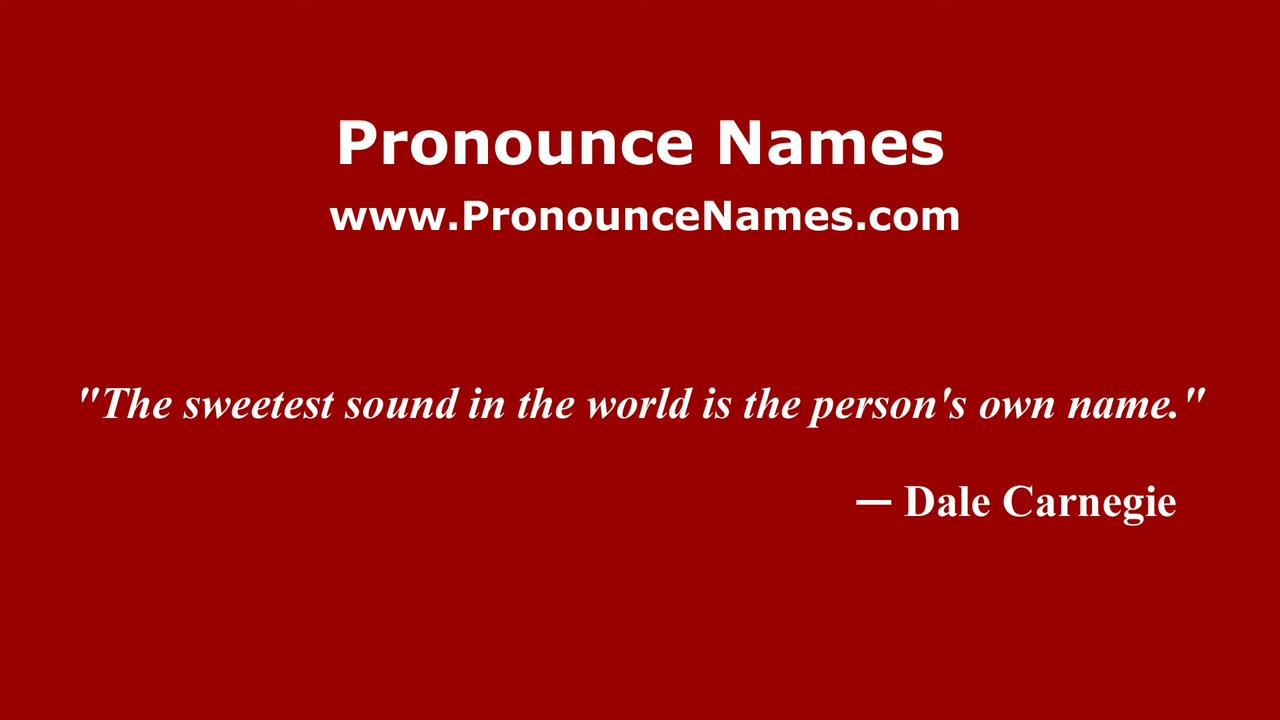 Pronounce Names
www.PronounceNames.com
"The sweetest sound in the world is the person's own name."
— Dale Carnegie